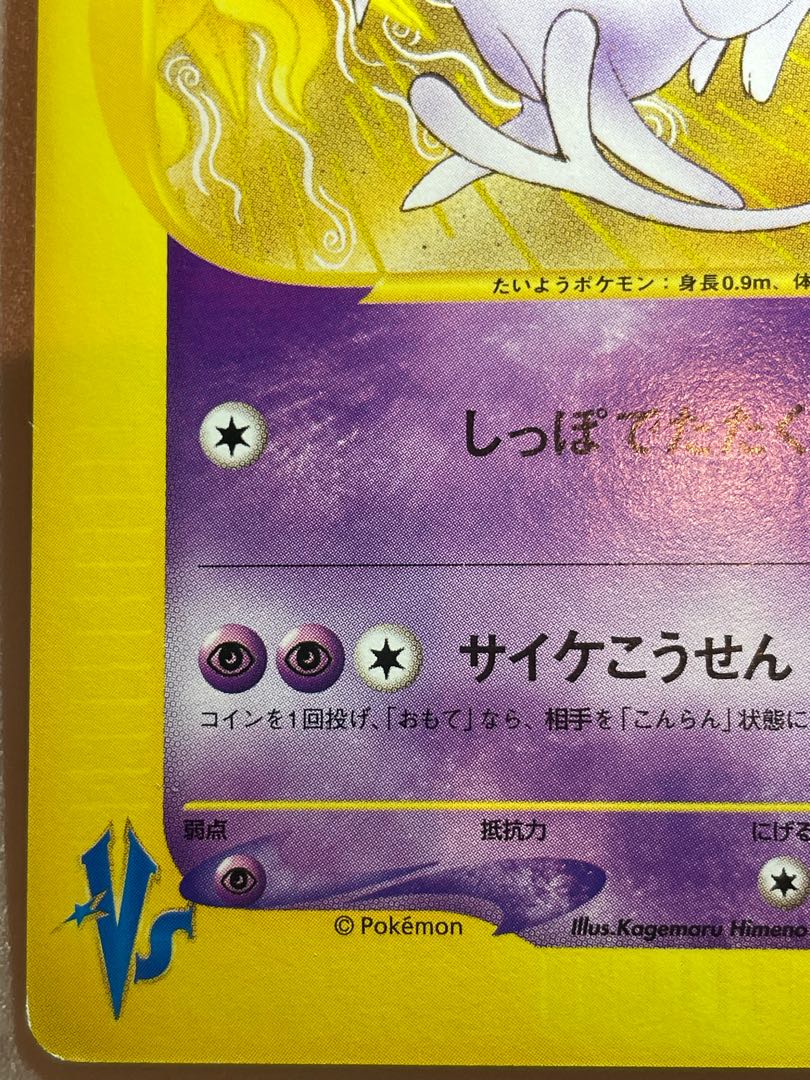 たいようポケモン：身長0.9m、体
しっぽでたたく
サイケこうせん
コインを1回投げ、「おもて」なら、相手を「こんらん」状態に
弱点 抵抗力 にげる
VS
© Pokémon Illus.Kagemaru Himeno